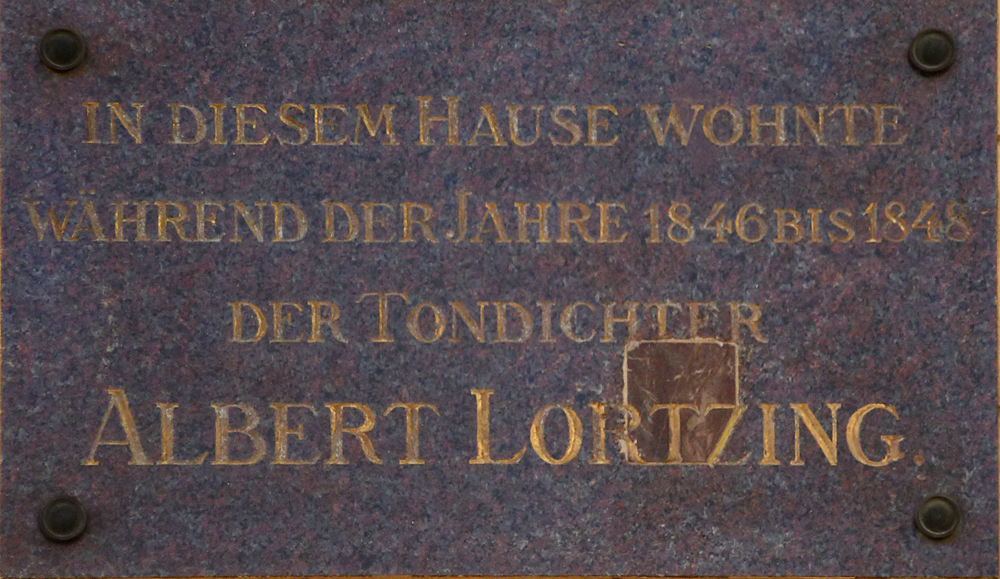 IN DIESEM HAUSE WOHNTE
WÄHREND DER JAHRE 1846 BIS 1848
DER TONDICHTER
ALBERT LORTZING.